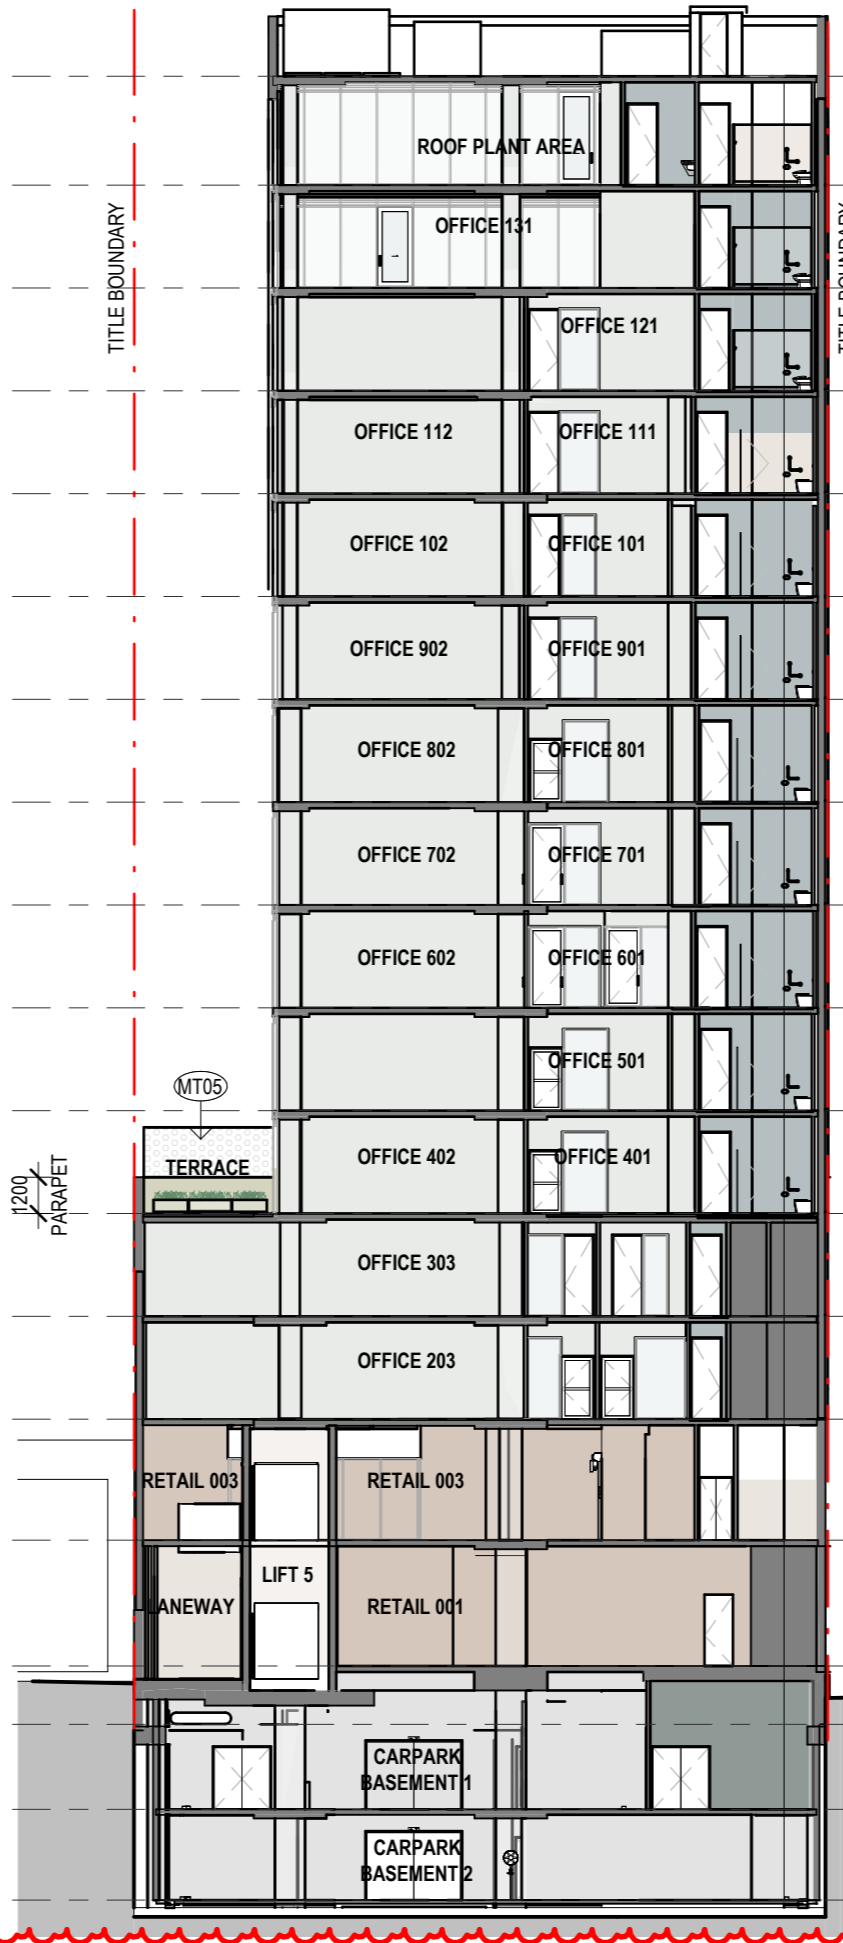 ROOF PLANT AREA
TITLE BOUNDARY
TITLE BOUNDARY
OFFICE 131
OFFICE 121
OFFICE 112
OFFICE 111
OFFICE 102
OFFICE 101
OFFICE 902
OFFICE 901
OFFICE 802
OFFICE 801
OFFICE 702
OFFICE 701
OFFICE 602
OFFICE 601
OFFICE 501
MT05
TERRACE
OFFICE 402
OFFICE 401
1200
PARAPET
OFFICE 303
OFFICE 203
RETAIL 003
RETAIL 003
LIFT 5
LANEWAY
RETAIL 001
CARPARK
BASEMENT 1
CARPARK
BASEMENT 2